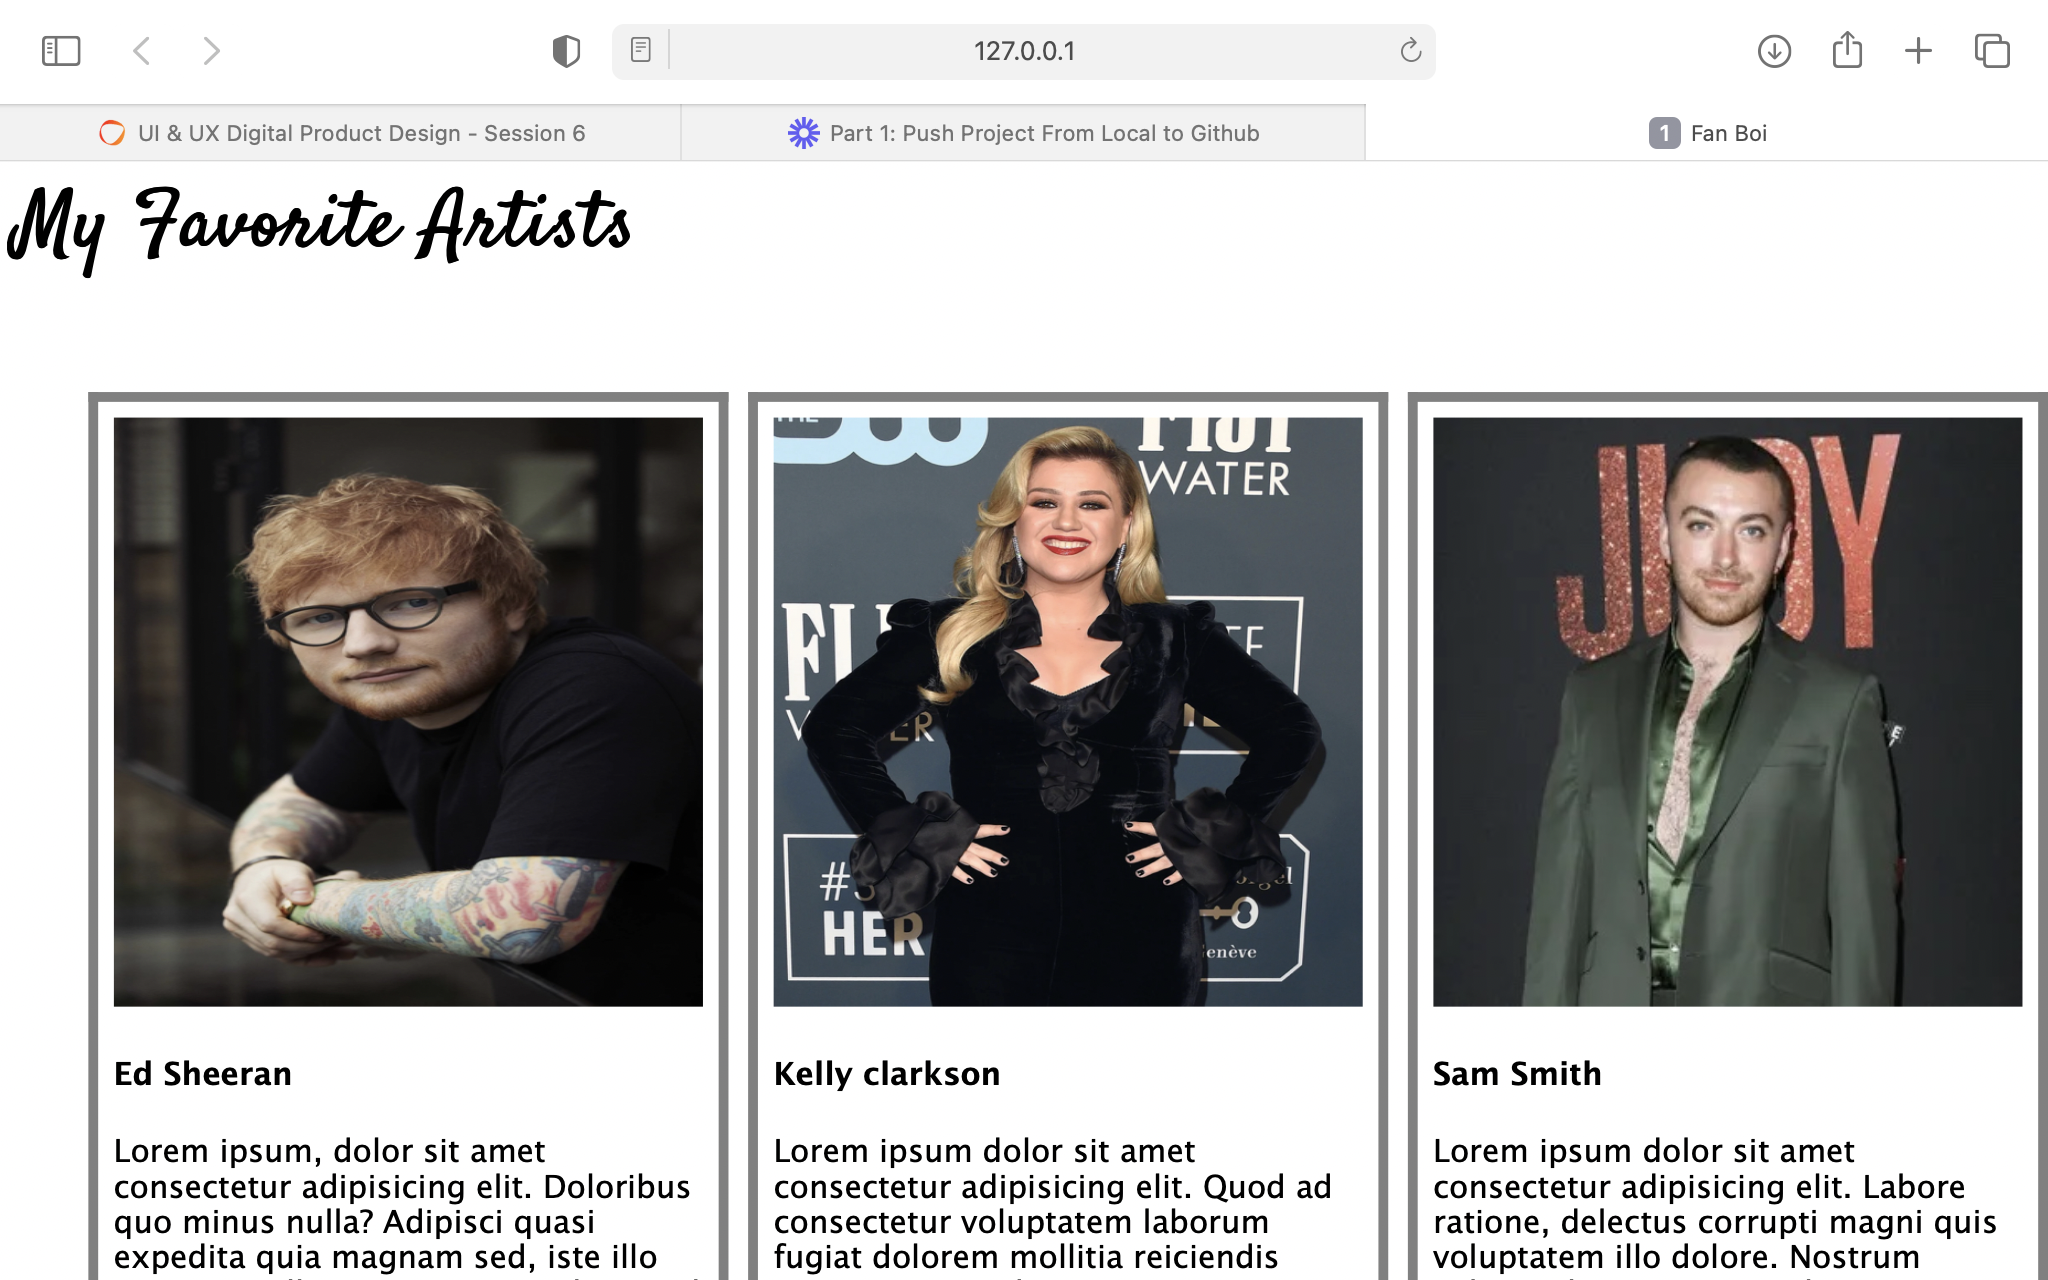 127.0.0.1
UI & UX Digital Product Design - Session 6
Part 1: Push Project From Local to Github
1 Fan Boi
My Favorite Artists
WATER
JUDY
HER
Genève
Ed Sheeran
Kelly clarkson
Sam Smith
Lorem ipsum, dolor sit amet
consectetur adipisicing elit. Doloribus
quo minus nulla? Adipisci quasi
expedita quia magnam sed, iste illo
Lorem ipsum dolor sit amet
consectetur adipisicing elit. Quod ad
consectetur voluptatem laborum
fugiat dolorem mollitia reiciendis
Lorem ipsum dolor sit amet
consectetur adipisicing elit. Labore
ratione, delectus corrupti magni quis
voluptatem illo dolore. Nostrum